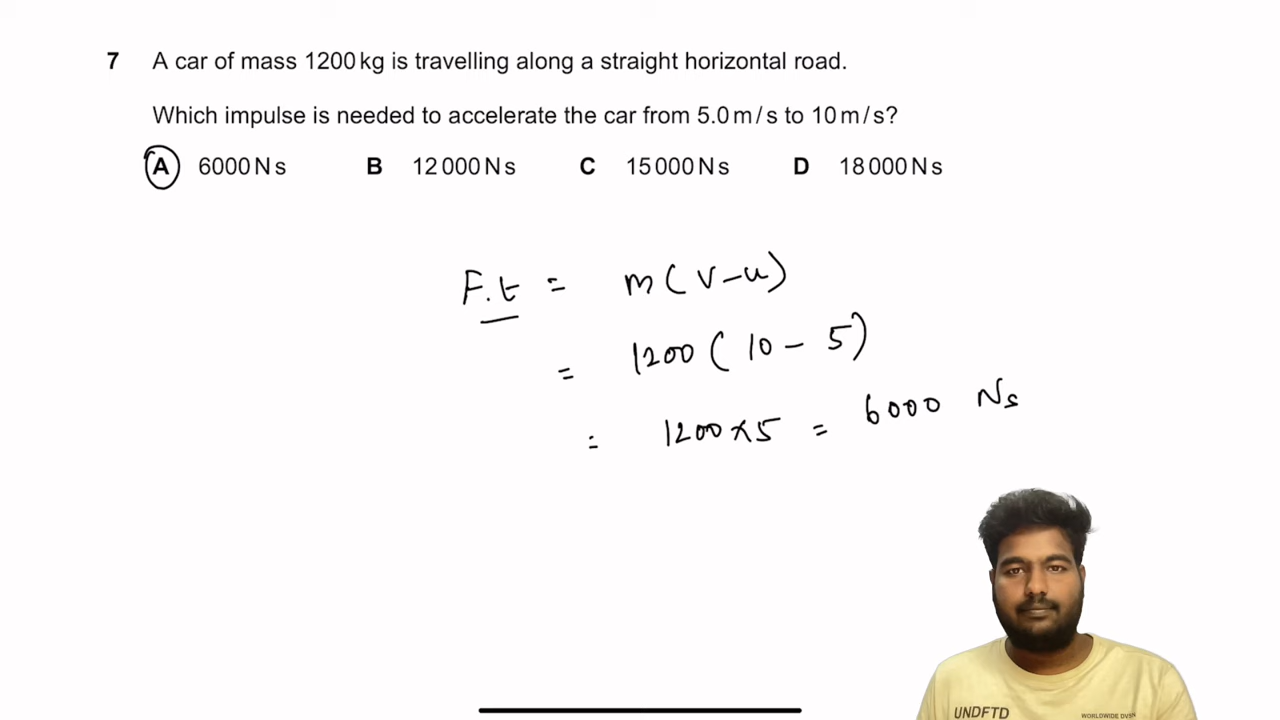 7 A car of mass 1200 kg is travelling along a straight horizontal road.
Which impulse is needed to accelerate the car from 5.0 m/s to 10 m/s?
A 6000 N s B 12 000 N s C 15 000 N s D 18 000 N s
F.t = m(v-u)
= 1200(10-5)
= 1200×5 = 6000 Ns
UNDFTD WORLDWIDE DVSN